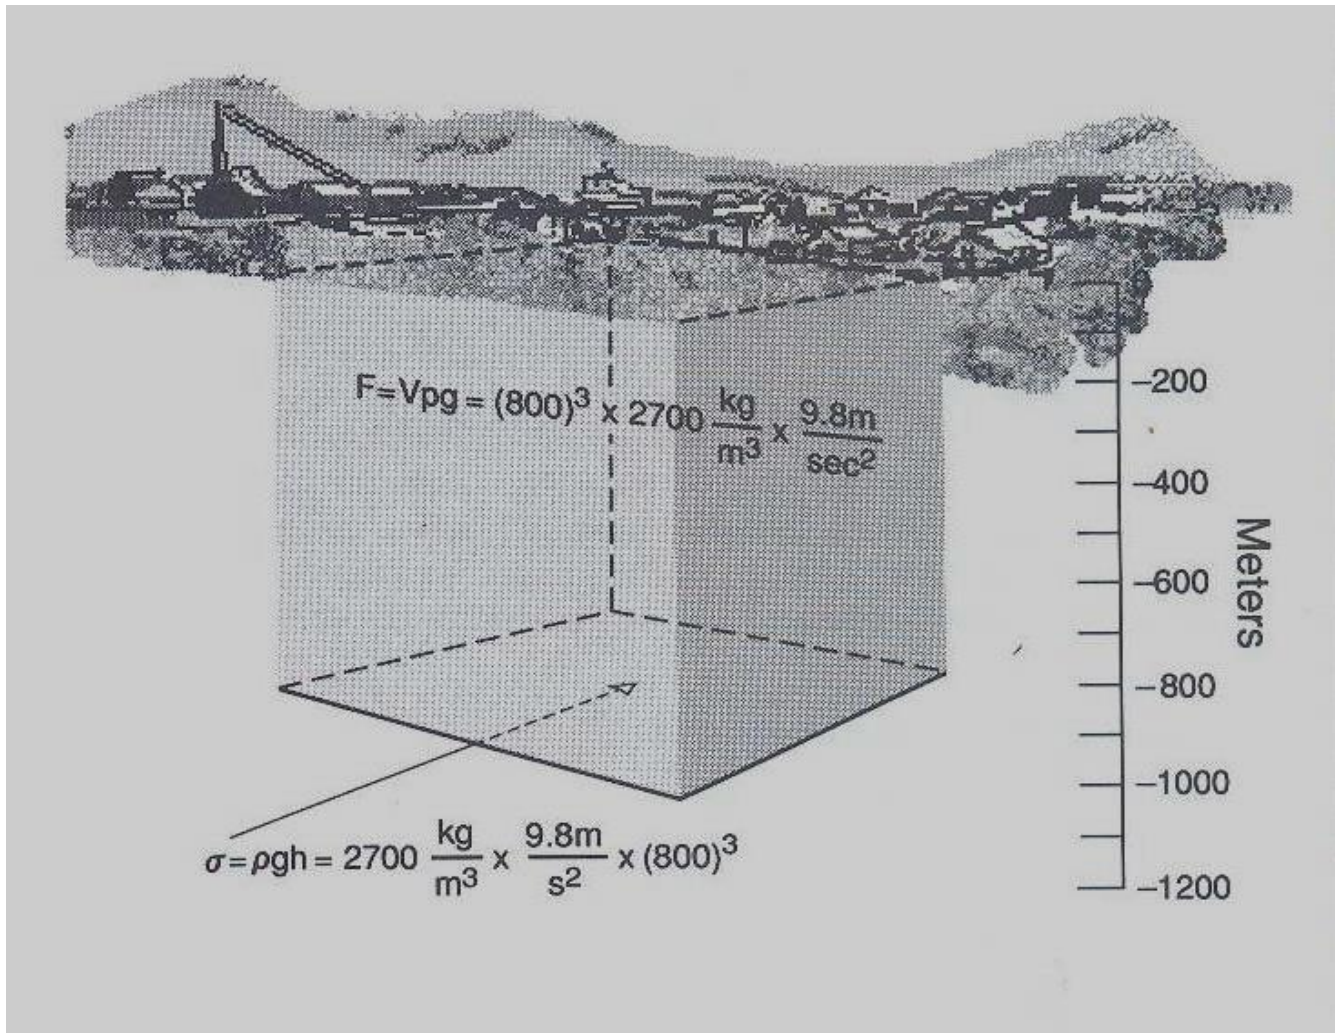 F=Vpg = (800)³ x 2700 kg/m³ x 9.8m/sec²
–200
–400
–600
–800
–1000
–1200
Meters
σ=ρgh = 2700 kg/m³ x 9.8m/s² x (800)³